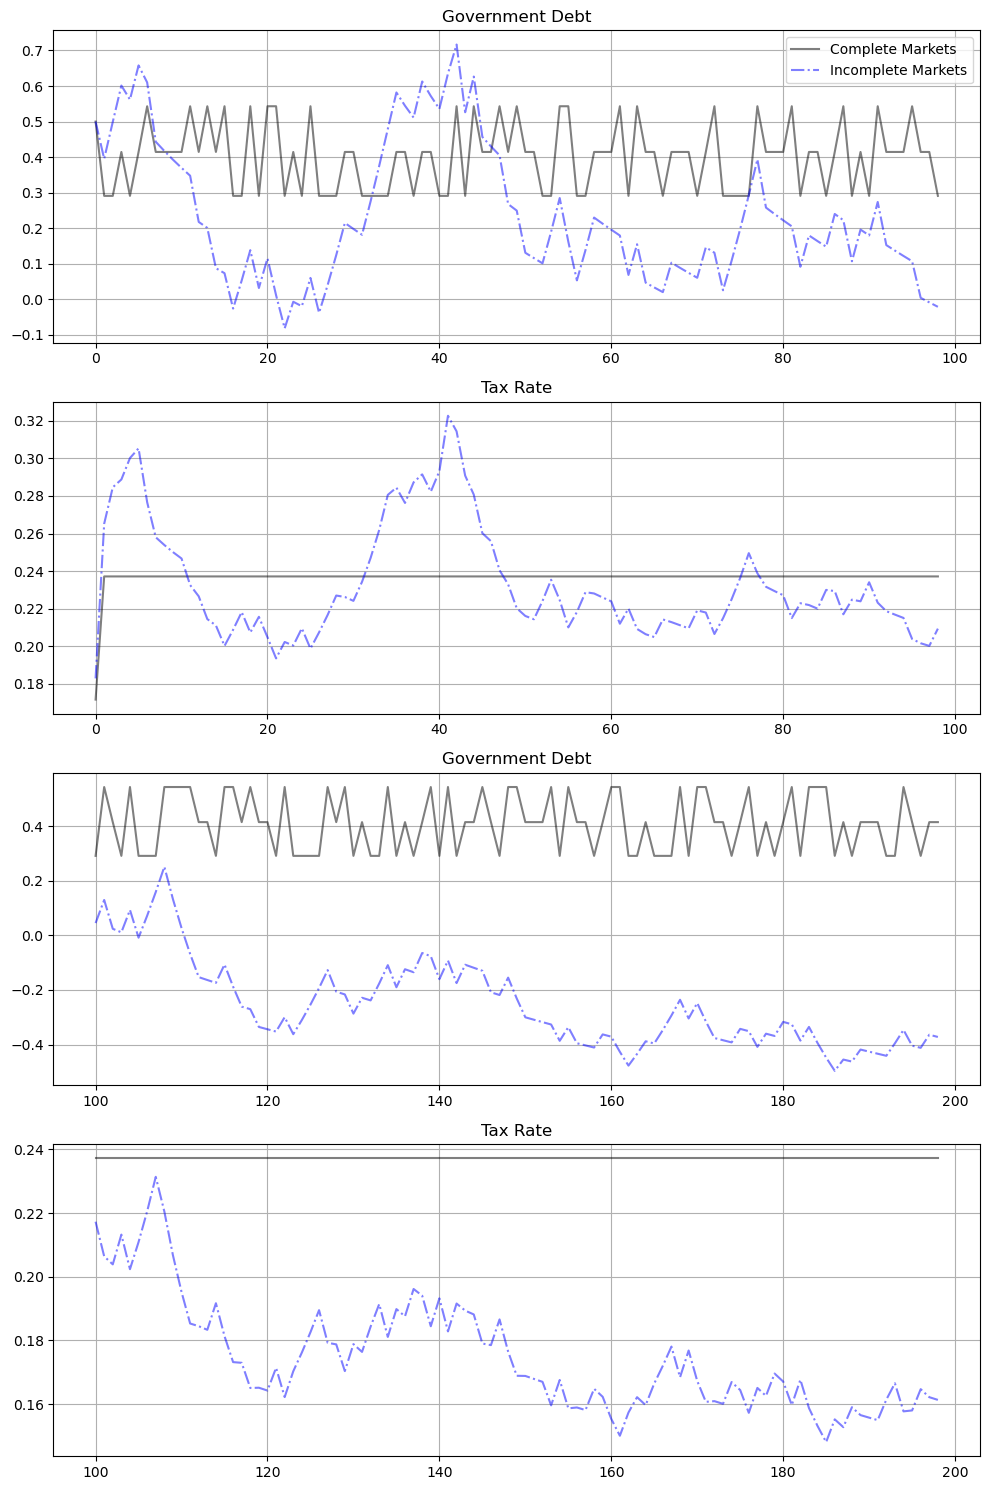 Government Debt
0.7
0.6
0.5
0.4
0.3
0.2
0.1
0.0
−0.1
Complete Markets
Incomplete Markets
0 20 40 60 80 100
Tax Rate
0.32
0.30
0.28
0.26
0.24
0.22
0.20
0.18
0 20 40 60 80 100
Government Debt
0.4
0.2
0.0
−0.2
−0.4
100 120 140 160 180 200
Tax Rate
0.24
0.22
0.20
0.18
0.16
100 120 140 160 180 200